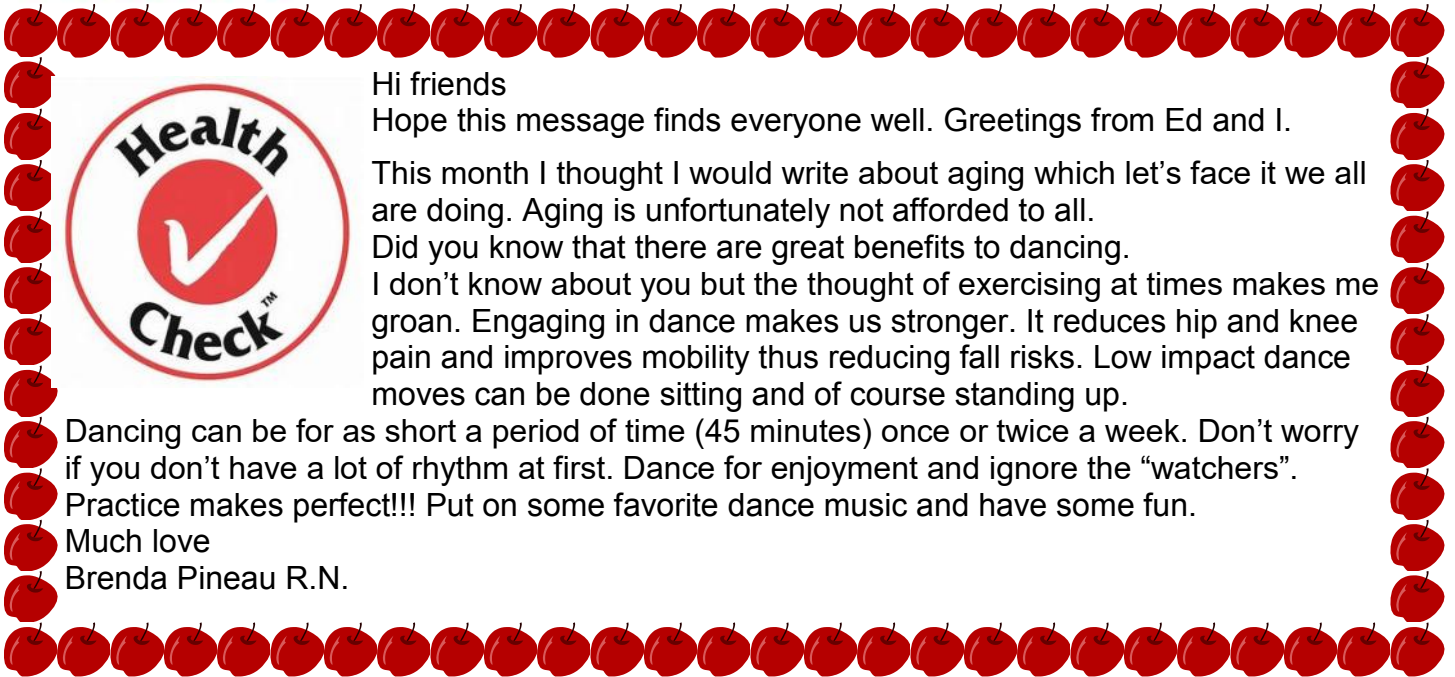 Health
Check™
Hi friends
Hope this message finds everyone well. Greetings from Ed and I.
This month I thought I would write about aging which let’s face it we all
are doing. Aging is unfortunately not afforded to all.
Did you know that there are great benefits to dancing.
I don’t know about you but the thought of exercising at times makes me
groan. Engaging in dance makes us stronger. It reduces hip and knee
pain and improves mobility thus reducing fall risks. Low impact dance
moves can be done sitting and of course standing up.
Dancing can be for as short a period of time (45 minutes) once or twice a week. Don’t worry
if you don’t have a lot of rhythm at first. Dance for enjoyment and ignore the “watchers”.
Practice makes perfect!!! Put on some favorite dance music and have some fun.
Much love
Brenda Pineau R.N.